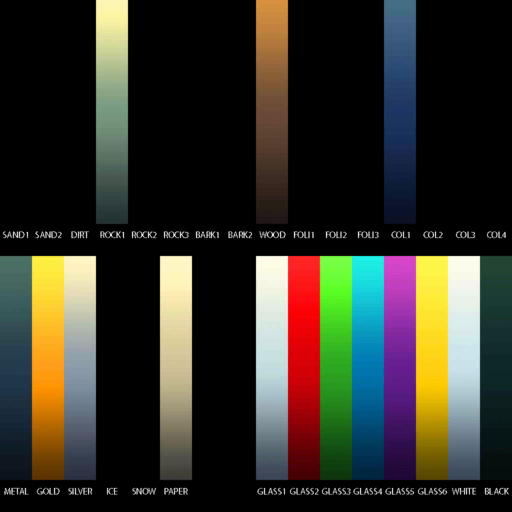 SAND1 SAND2 DIRT ROCK1 ROCK2 ROCK3 BARK1 BARK2 WOOD FOLI1 FOLI2 FOLI3 COL1 COL2 COL3 COL4
METAL GOLD SILVER ICE SNOW PAPER GLASS1 GLASS2 GLASS3 GLASS4 GLASS5 GLASS6 WHITE BLACK